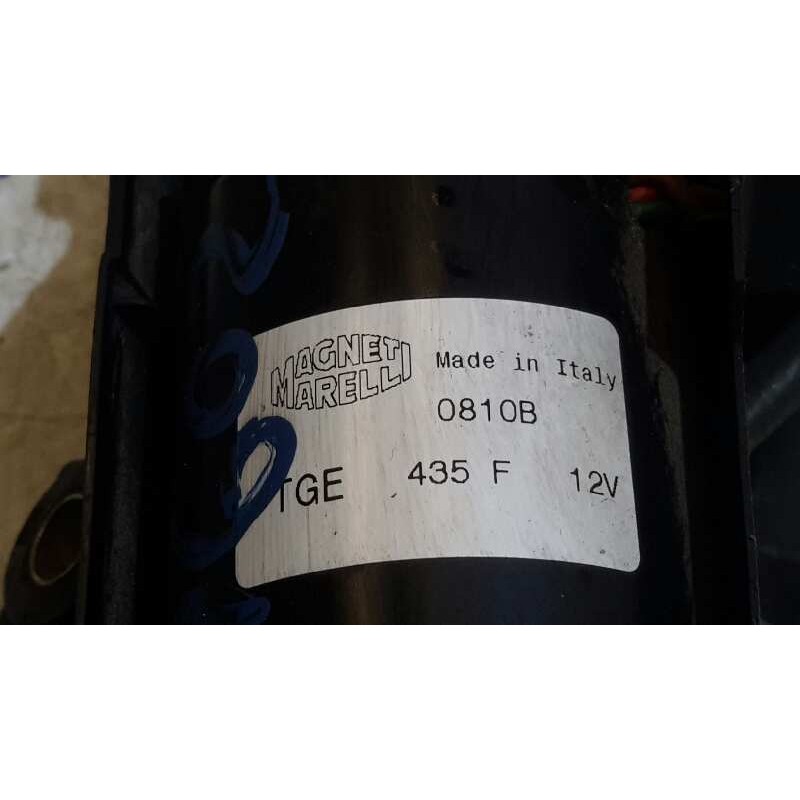 MAGNETI
MARELLI
Made in Italy
0810B
TGE 435 F 12V